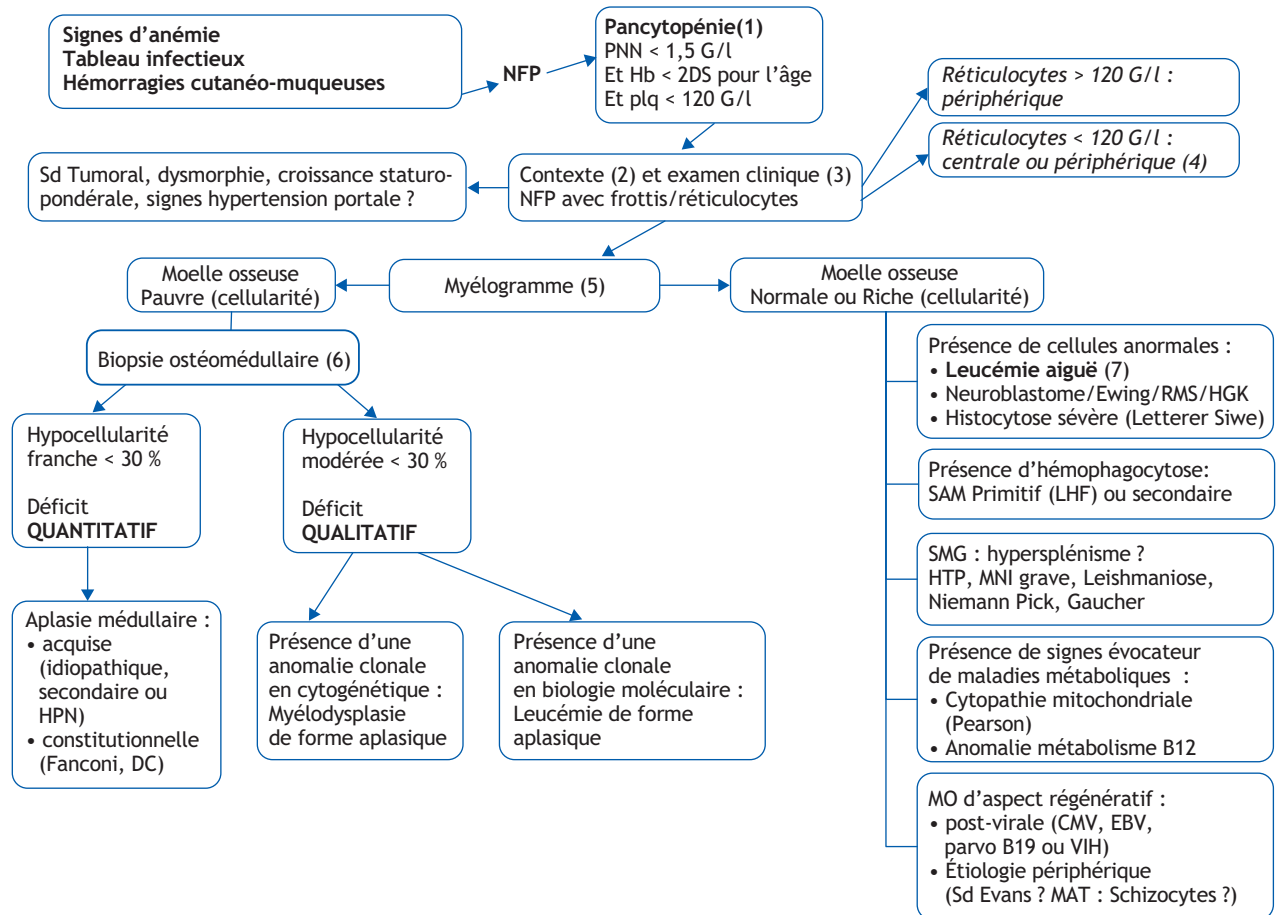 Signes d'anémie
Tableau infectieux
Hémorragies cutanéo-muqueuses
NFP
Pancytopénie(1)
PNN < 1,5 G/l
Et Hb < 2DS pour l'âge
Et plq < 120 G/l
Réticulocytes > 120 G/l :
périphérique
Réticulocytes < 120 G/l :
centrale ou périphérique (4)
Sd Tumoral, dysmorphie, croissance staturo-
pondérale, signes hypertension portale ?
Contexte (2) et examen clinique (3)
NFP avec frottis/réticulocytes
Moelle osseuse
Pauvre (cellularité)
Myélogramme (5)
Moelle osseuse
Normale ou Riche (cellularité)
Biopsie ostéomédullaire (6)
Hypocellularité
franche < 30 %
Déficit
QUANTITATIF
Hypocellularité
modérée < 30 %
Déficit
QUALITATIF
Aplasie médullaire :
• acquise
(idiopathique,
secondaire ou
HPN)
• constitutionnelle
(Fanconi, DC)
Présence d'une
anomalie clonale
en cytogénétique :
Myélodysplasie
de forme aplasique
Présence d'une
anomalie clonale
en biologie moléculaire :
Leucémie de forme
aplasique
Présence de cellules anormales :
• Leucémie aiguë (7)
• Neuroblastome/Ewing/RMS/HGK
• Histocytose sévère (Letterer Siwe)
Présence d'hémophagocytose:
SAM Primitif (LHF) ou secondaire
SMG : hypersplénisme ?
HTP, MNI grave, Leishmaniose,
Niemann Pick, Gaucher
Présence de signes évocateur
de maladies métaboliques :
• Cytopathie mitochondriale
(Pearson)
• Anomalie métabolisme B12
MO d'aspect régénératif :
• post-virale (CMV, EBV,
parvo B19 ou VIH)
• Étiologie périphérique
(Sd Evans ? MAT : Schizocytes ?)